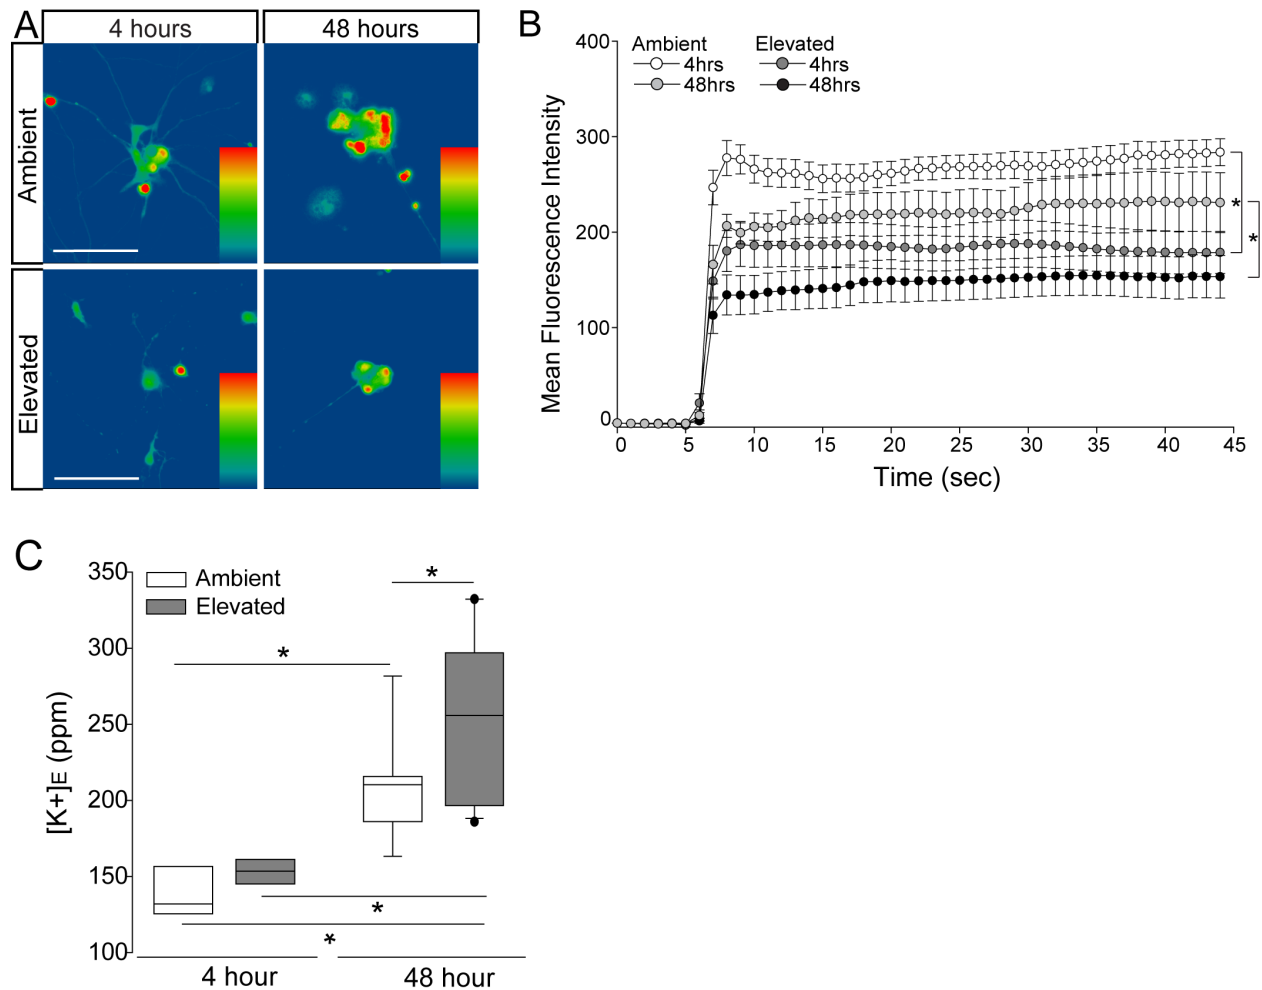 A
4 hours
48 hours
Ambient
Elevated
B
400
300
200
100
0
Mean Fluorescence Intensity
Ambient
Elevated
4hrs
4hrs
48hrs
48hrs
*
*
0 5 10 15 20 25 30 35 40 45
Time (sec)
C
350
300
250
200
150
100
[K+]E (ppm)
Ambient
Elevated
*
*
*
*
4 hour
48 hour